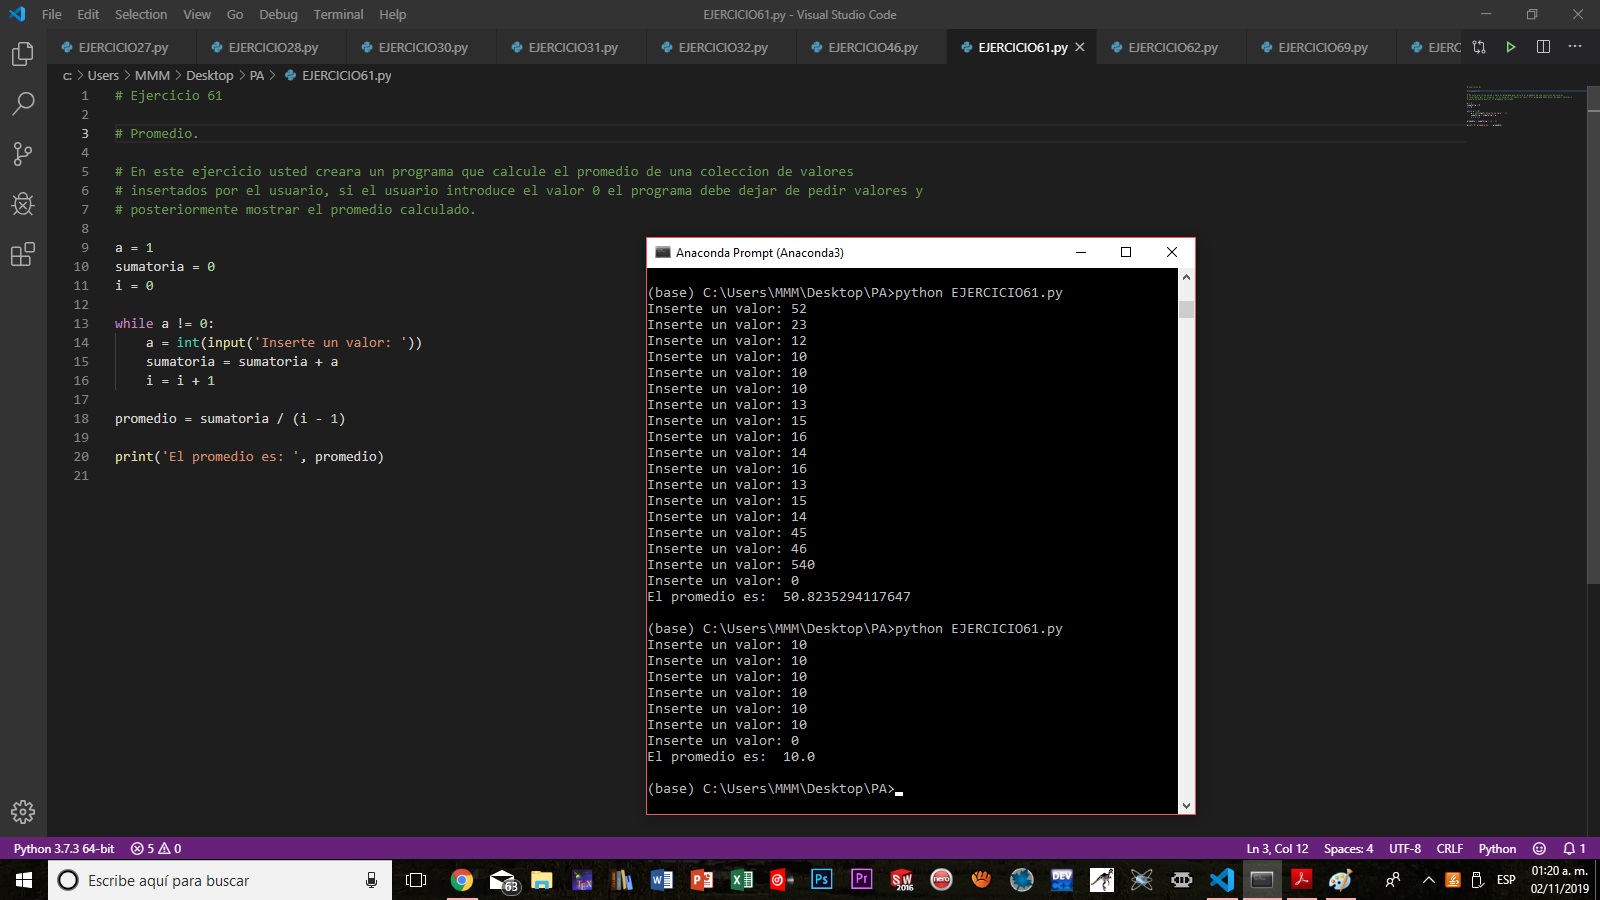 File Edit Selection View Go Debug Terminal Help
EJERCICIO61.py - Visual Studio Code
EJERCICIO27.py EJERCICIO28.py EJERCICIO30.py EJERCICIO31.py EJERCICIO32.py EJERCICIO46.py EJERCICIO61.py EJERCICIO62.py EJERCICIO69.py EJERC
c: > Users > MMM > Desktop > PA > EJERCICIO61.py
1 # Ejercicio 61
2
3 # Promedio.
4
5 # En este ejercicio usted creara un programa que calcule el promedio de una coleccion de valores
6 # insertados por el usuario, si el usuario introduce el valor 0 el programa debe dejar de pedir valores y
7 # posteriormente mostrar el promedio calculado.
8
9 a = 1
10 sumatoria = 0
11 i = 0
12
13 while a != 0:
14     a = int(input('Inserte un valor: '))
15     sumatoria = sumatoria + a
16     i = i + 1
17
18 promedio = sumatoria / (i - 1)
19
20 print('El promedio es: ', promedio)
21
Anaconda Prompt (Anaconda3)
(base) C:\Users\MMM\Desktop\PA>python EJERCICIO61.py
Inserte un valor: 52
Inserte un valor: 23
Inserte un valor: 12
Inserte un valor: 10
Inserte un valor: 10
Inserte un valor: 10
Inserte un valor: 13
Inserte un valor: 15
Inserte un valor: 16
Inserte un valor: 14
Inserte un valor: 16
Inserte un valor: 13
Inserte un valor: 15
Inserte un valor: 14
Inserte un valor: 45
Inserte un valor: 46
Inserte un valor: 540
Inserte un valor: 0
El promedio es:  50.8235294117647
(base) C:\Users\MMM\Desktop\PA>python EJERCICIO61.py
Inserte un valor: 10
Inserte un valor: 10
Inserte un valor: 10
Inserte un valor: 10
Inserte un valor: 10
Inserte un valor: 10
Inserte un valor: 0
El promedio es:  10.0
(base) C:\Users\MMM\Desktop\PA>
Python 3.7.3 64-bit 5 0 Ln 3, Col 12 Spaces: 4 UTF-8 CRLF Python 1
Escribe aquí para buscar
63
Ps
Pr
SW 2016
nero
DEV
ESP
01:20 a. m.
02/11/2019